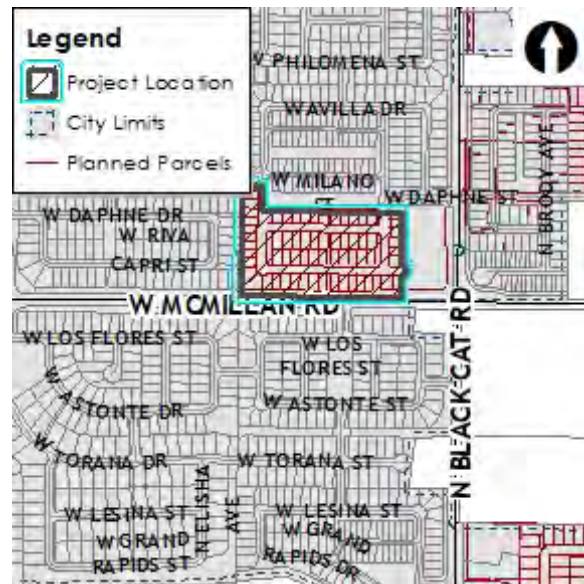 Legend
Project Location
City Limits
Planned Parcels
W PHILOMENA ST
W AVILLA DR
W MILANO
CT
W DAPHNE ST
N BRODY AVE
W DAPHNE DR
W RIVA
CAPRI ST
W MCMILLAN RD
N BLACK CAT RD
W LOS FLORES ST
W LOS
FLORES ST
W ASTONTE DR
W ASTONTE ST
W TORANA DR
W TORANA ST
N ELISHA
AVE
W LESINA ST
W LESINA ST
W GRAND
RAPIDS ST
W GRAND
RAPIDS DR